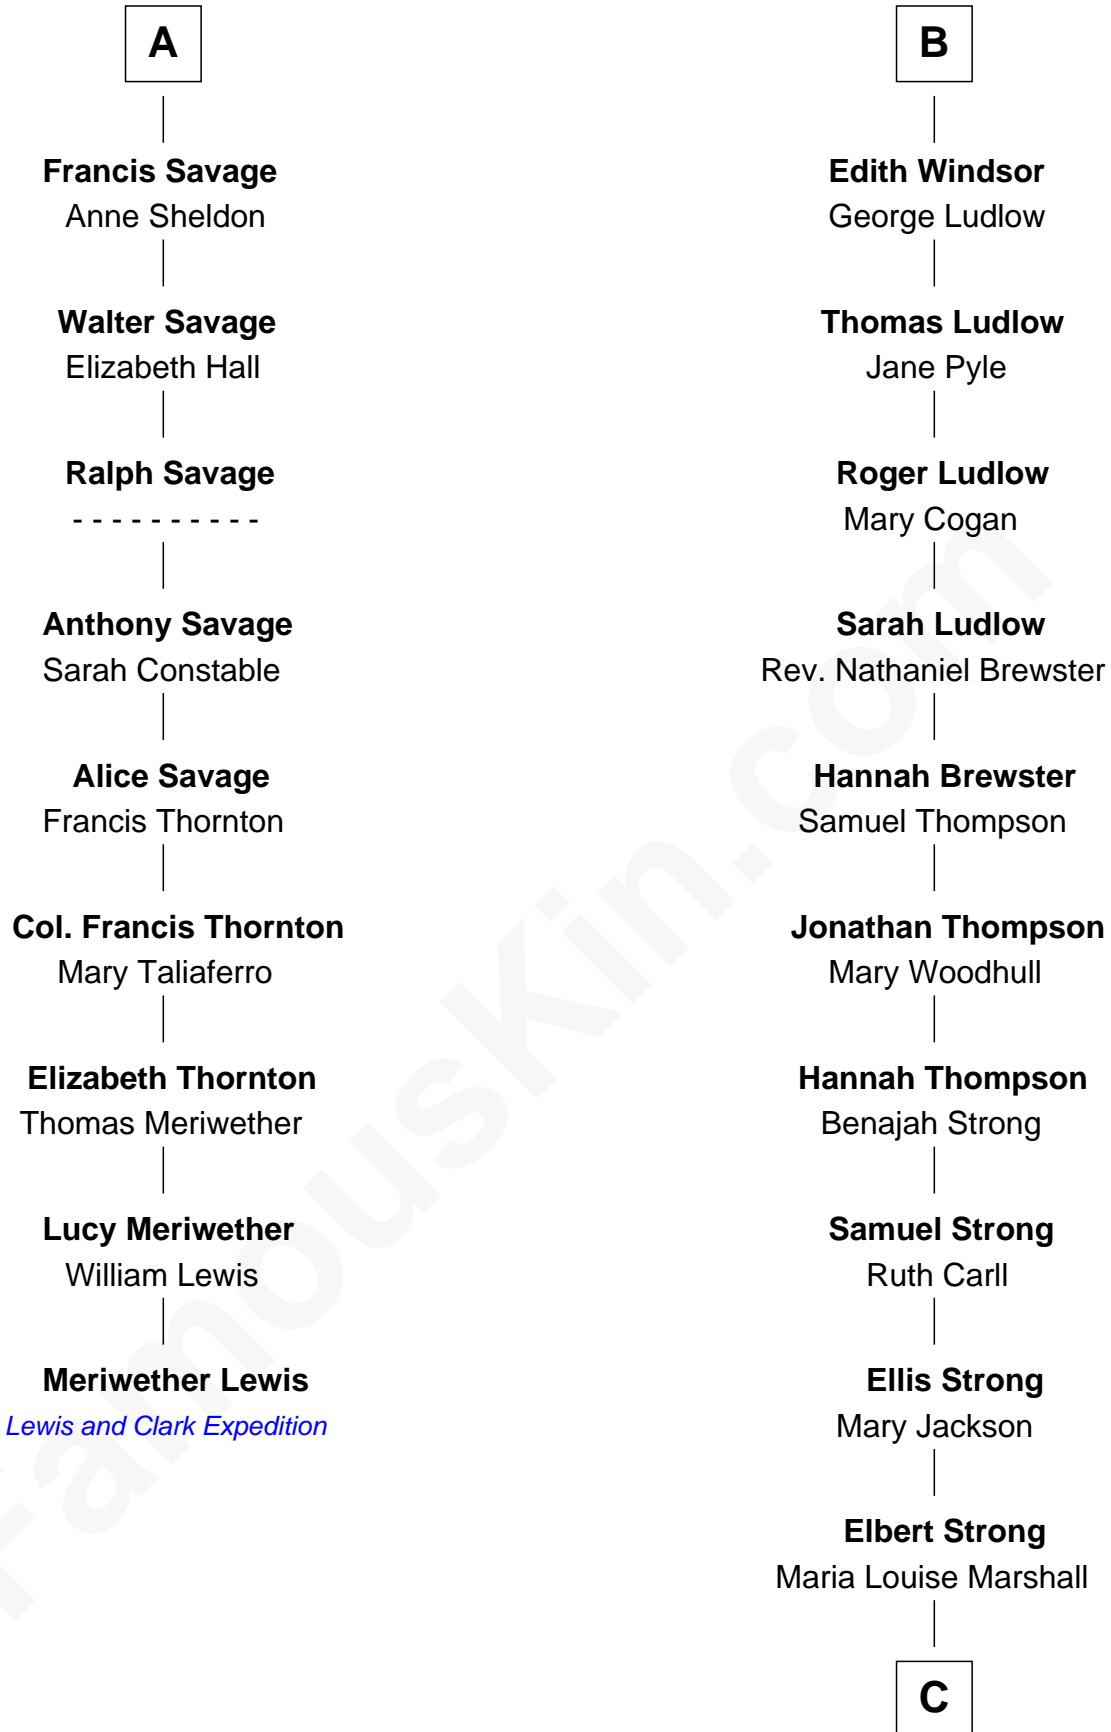 A
Francis Savage
Anne Sheldon
Walter Savage
Elizabeth Hall
Ralph Savage
- - - - - - - - - -
Anthony Savage
Sarah Constable
Alice Savage
Francis Thornton
Col. Francis Thornton
Mary Taliaferro
Elizabeth Thornton
Thomas Meriwether
Lucy Meriwether
William Lewis
Meriwether Lewis
Lewis and Clark Expedition
B
Edith Windsor
George Ludlow
Thomas Ludlow
Jane Pyle
Roger Ludlow
Mary Cogan
Sarah Ludlow
Rev. Nathaniel Brewster
Hannah Brewster
Samuel Thompson
Jonathan Thompson
Mary Woodhull
Hannah Thompson
Benajah Strong
Samuel Strong
Ruth Carll
Ellis Strong
Mary Jackson
Elbert Strong
Maria Louise Marshall
C
FamousKin.com